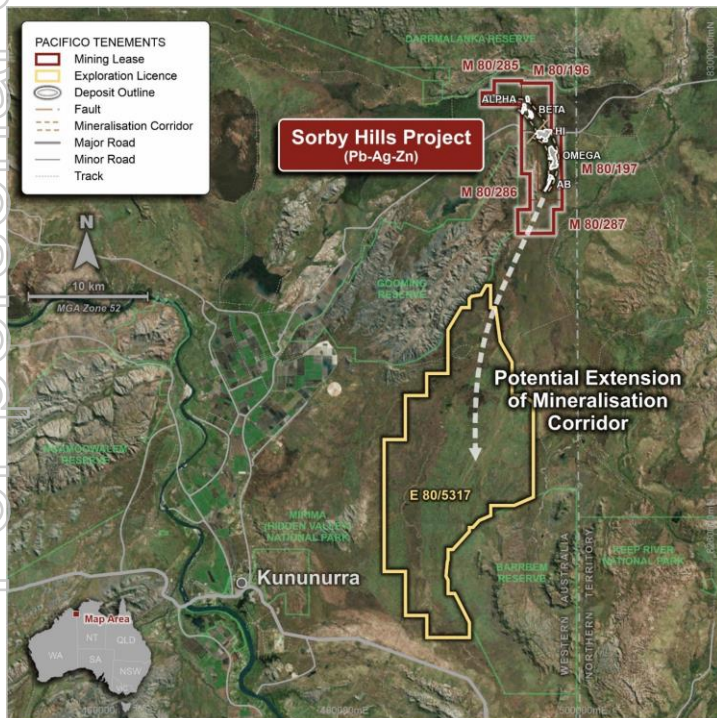 PACIFICO TENEMENTS
Mining Lease
Exploration Licence
Deposit Outline
Fault
Mineralisation Corridor
Major Road
Minor Road
Track
DARRMALANKA RESERVE
M 80/285
M 80/196
ALPHA
BETA
Sorby Hills Project
(Pb-Ag-Zn)
HI
OMEGA
M 80/197
M 80/286
AB
M 80/287
N
10 km
MGA Zone 52
GOOMING
RESERVE
Potential Extension
of Mineralisation
Corridor
RESERVE
E 80/5317
MIRIMA
(HIDDEN VALLEY)
NATIONAL PARK
BARRBEM
RESERVE
KEEP RIVER
NATIONAL PARK
WESTERN AUSTRALIA
NORTHERN TERRITORY
Kununurra
Map Area
WA
NT
QLD
SA
NSW
500000mE